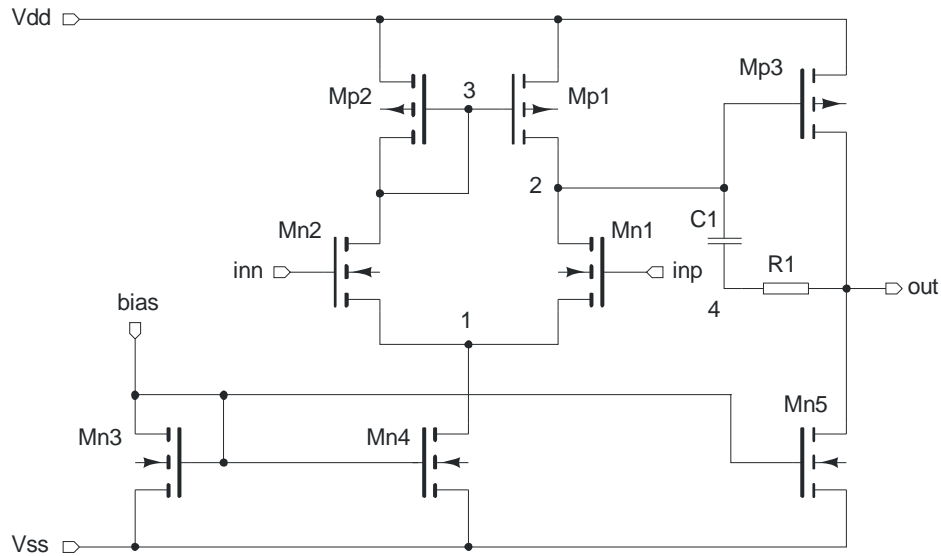 Vdd
Mp3
Mp2
3
Mp1
2
C1
Mn2
Mn1
R1
inn
inp
out
bias
1
4
Mn5
Mn3
Mn4
Vss